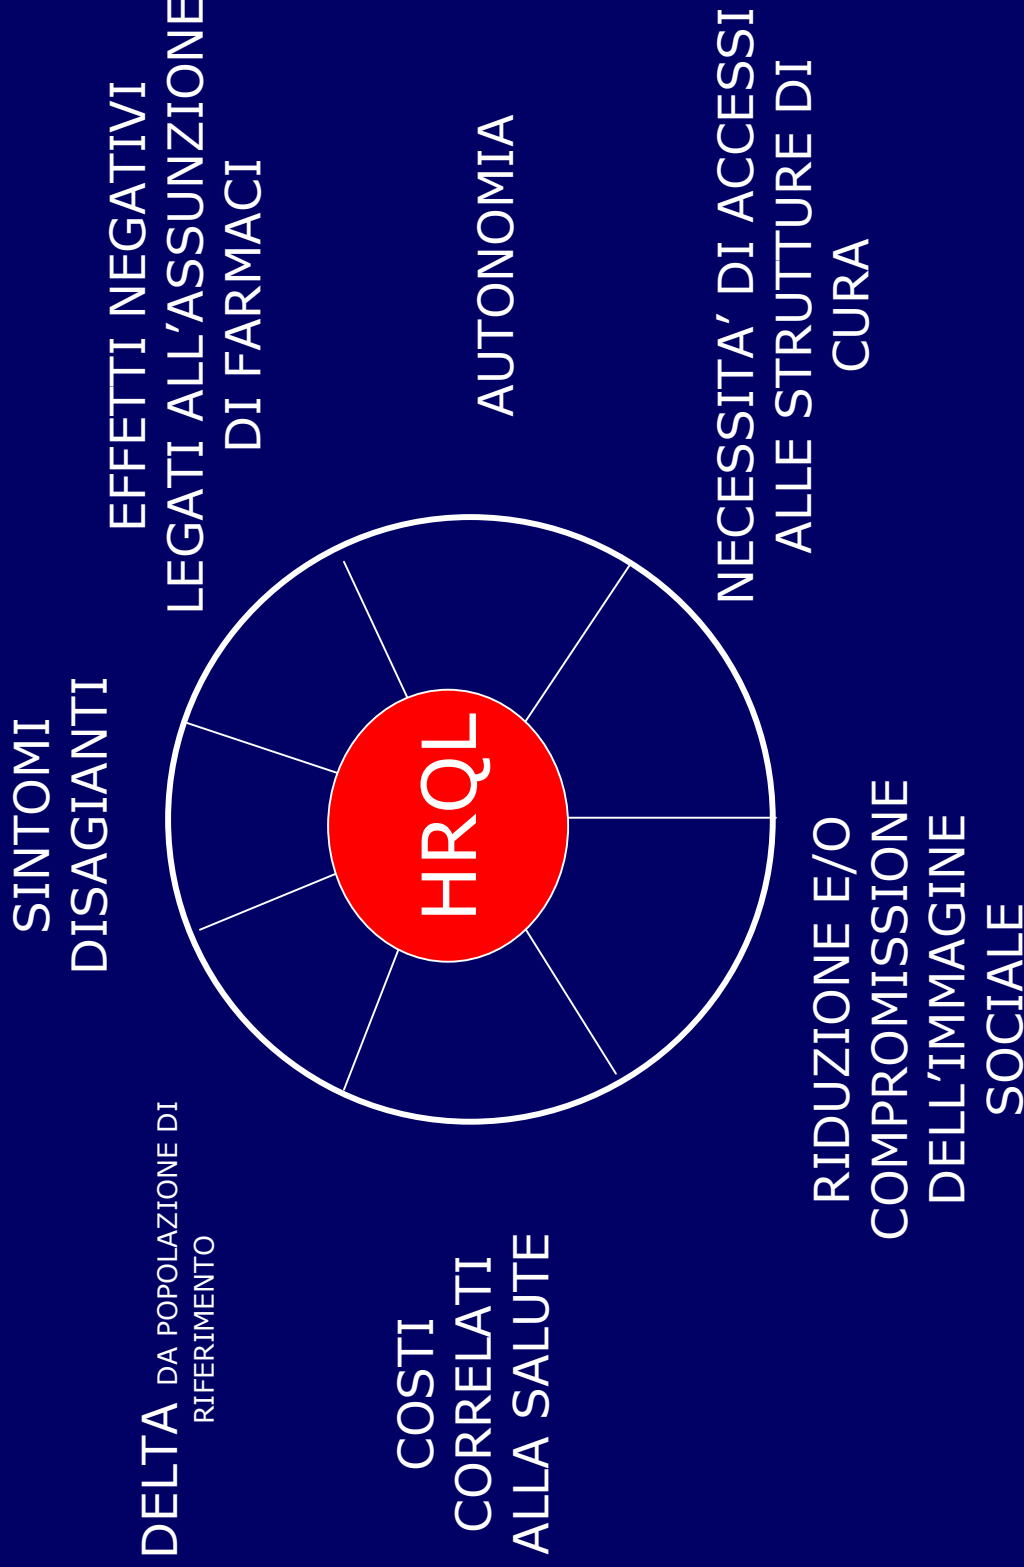 SINTOMI
DISAGIANTI
DELTA DA POPOLAZIONE DI
RIFERIMENTO
EFFETTI NEGATIVI
LEGATI ALL’ASSUNZIONE
DI FARMACI
HRQL
COSTI
CORRELATI
ALLA SALUTE
AUTONOMIA
RIDUZIONE E/O
COMPROMISSIONE
DELL’IMMAGINE
SOCIALE
NECESSITA’ DI ACCESSI
ALLE STRUTTURE DI
CURA